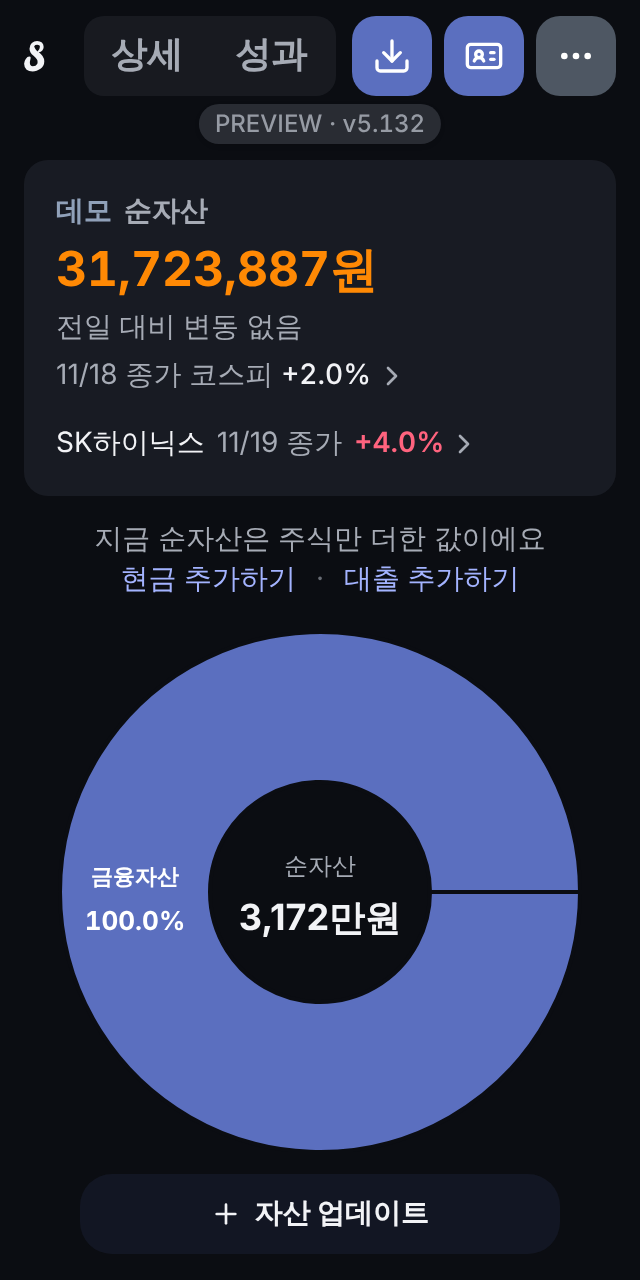 S
상세 성과
PREVIEW · v5.132
데모 순자산
31,723,887원
전일 대비 변동 없음
11/18 종가 코스피 +2.0%
SK하이닉스 11/19 종가 +4.0%
지금 순자산은 주식만 더한 값이에요
현금 추가하기 · 대출 추가하기
금융자산
100.0%
순자산
3,172만원
+ 자산 업데이트